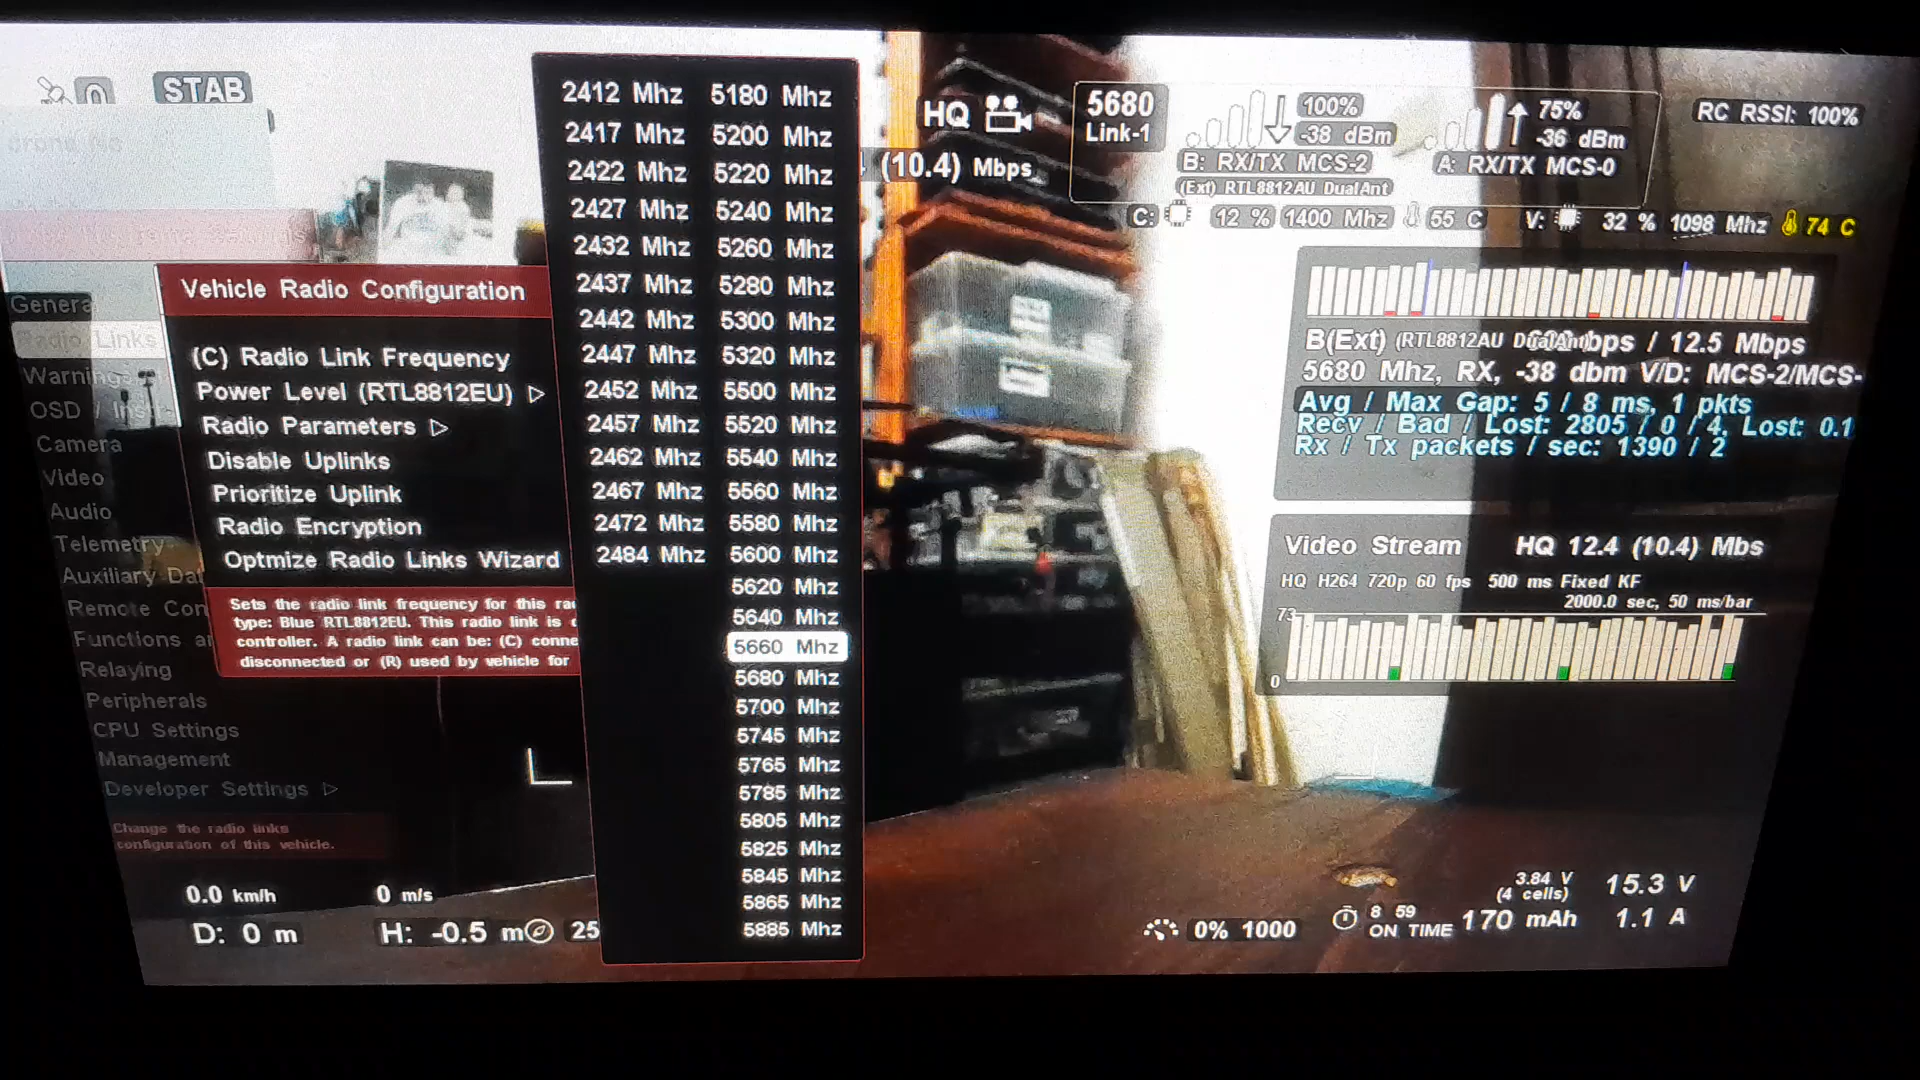 STAB
HQ
(10.4) Mbps
5680
Link-1
100%
-38 dBm
B: RX/TX MCS-2
(Ext) RTL8812AU DualAnt
75%
-36 dBm
A: RX/TX MCS-0
RC RSSI: 100%
C: 12 % 1400 Mhz 55 C
V: 32 % 1098 Mhz 74 C
General
Radio Links
Warnings
OSD / Inst
Camera
Video
Audio
Telemetry
Auxiliary Dat
Remote Con
Functions a
Relaying
Peripherals
CPU Settings
Management
Developer Settings
Change the radio links
configuration of this vehicle.
Vehicle Radio Configuration
(C) Radio Link Frequency
Power Level (RTL8812EU)
Radio Parameters
Disable Uplinks
Prioritize Uplink
Radio Encryption
Optmize Radio Links Wizard
Sets the radio link frequency for this
type: Blue RTL8812EU. This radio link is
controller. A radio link can be: (C) conne
disconnected or (R) used by vehicle for
2412 Mhz 5180 Mhz
2417 Mhz 5200 Mhz
2422 Mhz 5220 Mhz
2427 Mhz 5240 Mhz
2432 Mhz 5260 Mhz
2437 Mhz 5280 Mhz
2442 Mhz 5300 Mhz
2447 Mhz 5320 Mhz
2452 Mhz 5500 Mhz
2457 Mhz 5520 Mhz
2462 Mhz 5540 Mhz
2467 Mhz 5560 Mhz
2472 Mhz 5580 Mhz
2484 Mhz 5600 Mhz
5620 Mhz
5640 Mhz
5660 Mhz
5680 Mhz
5700 Mhz
5745 Mhz
5765 Mhz
5785 Mhz
5805 Mhz
5825 Mhz
5845 Mhz
5865 Mhz
5885 Mhz
B(Ext) (RTL8812AU / 12.5 Mbps
5680 Mhz, RX, -38 dbm V/D: MCS-2/MCS-
Avg / Max Gap: 5 / 8 ms, 1 pkts
Recv / Bad / Lost: 2805 / 0 / 4, Lost: 0.1
Rx / Tx packets / sec: 1390 / 2
Video Stream HQ 12.4 (10.4) Mbs
HQ H264 720p 60 fps 500 ms Fixed KF
2000.0 sec, 50 ms/bar
73
0
0.0 km/h 0 m/s
D: 0 m H: -0.5 m 25
0% 1000
8 59
ON TIME
3.84 V
(4 cells)
170 mAh
15.3 V
1.1 A